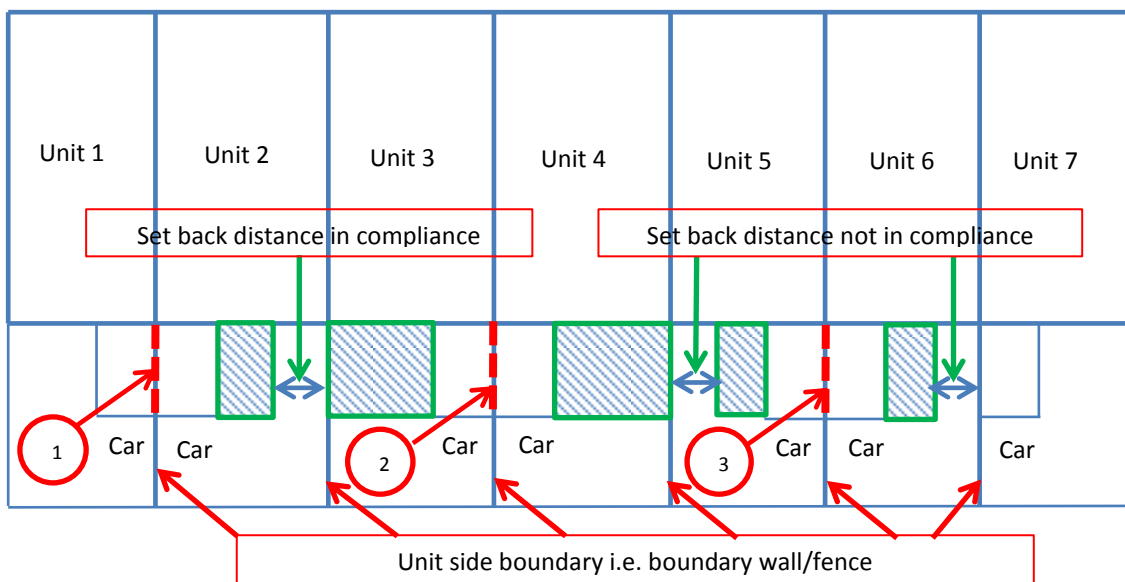 Unit 1
Unit 2
Unit 3
Unit 4
Unit 5
Unit 6
Unit 7
Set back distance in compliance
Set back distance not in compliance
1
Car
Car
2
Car
Car
3
Car
Car
Car
Unit side boundary i.e. boundary wall/fence